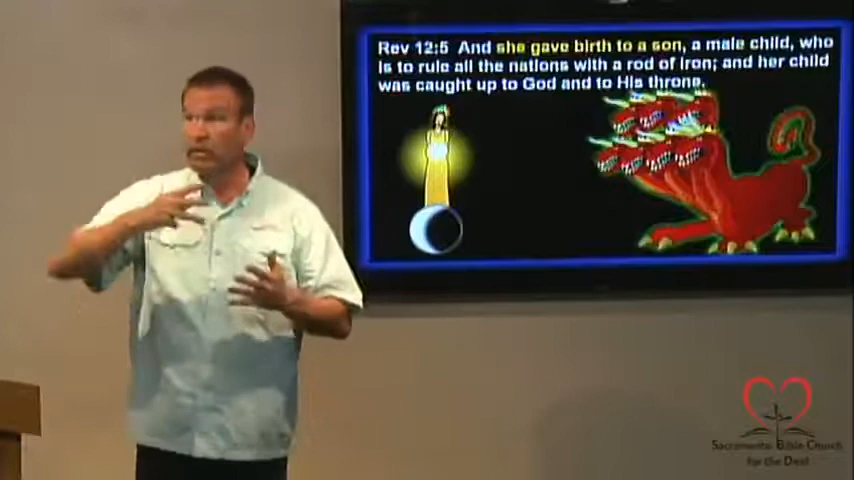 Rev 12:5 And she gave birth to a son, a male child, who
is to rule all the nations with a rod of iron; and her child
was caught up to God and to His throne.
Sacramento Bible Church
for the Deaf